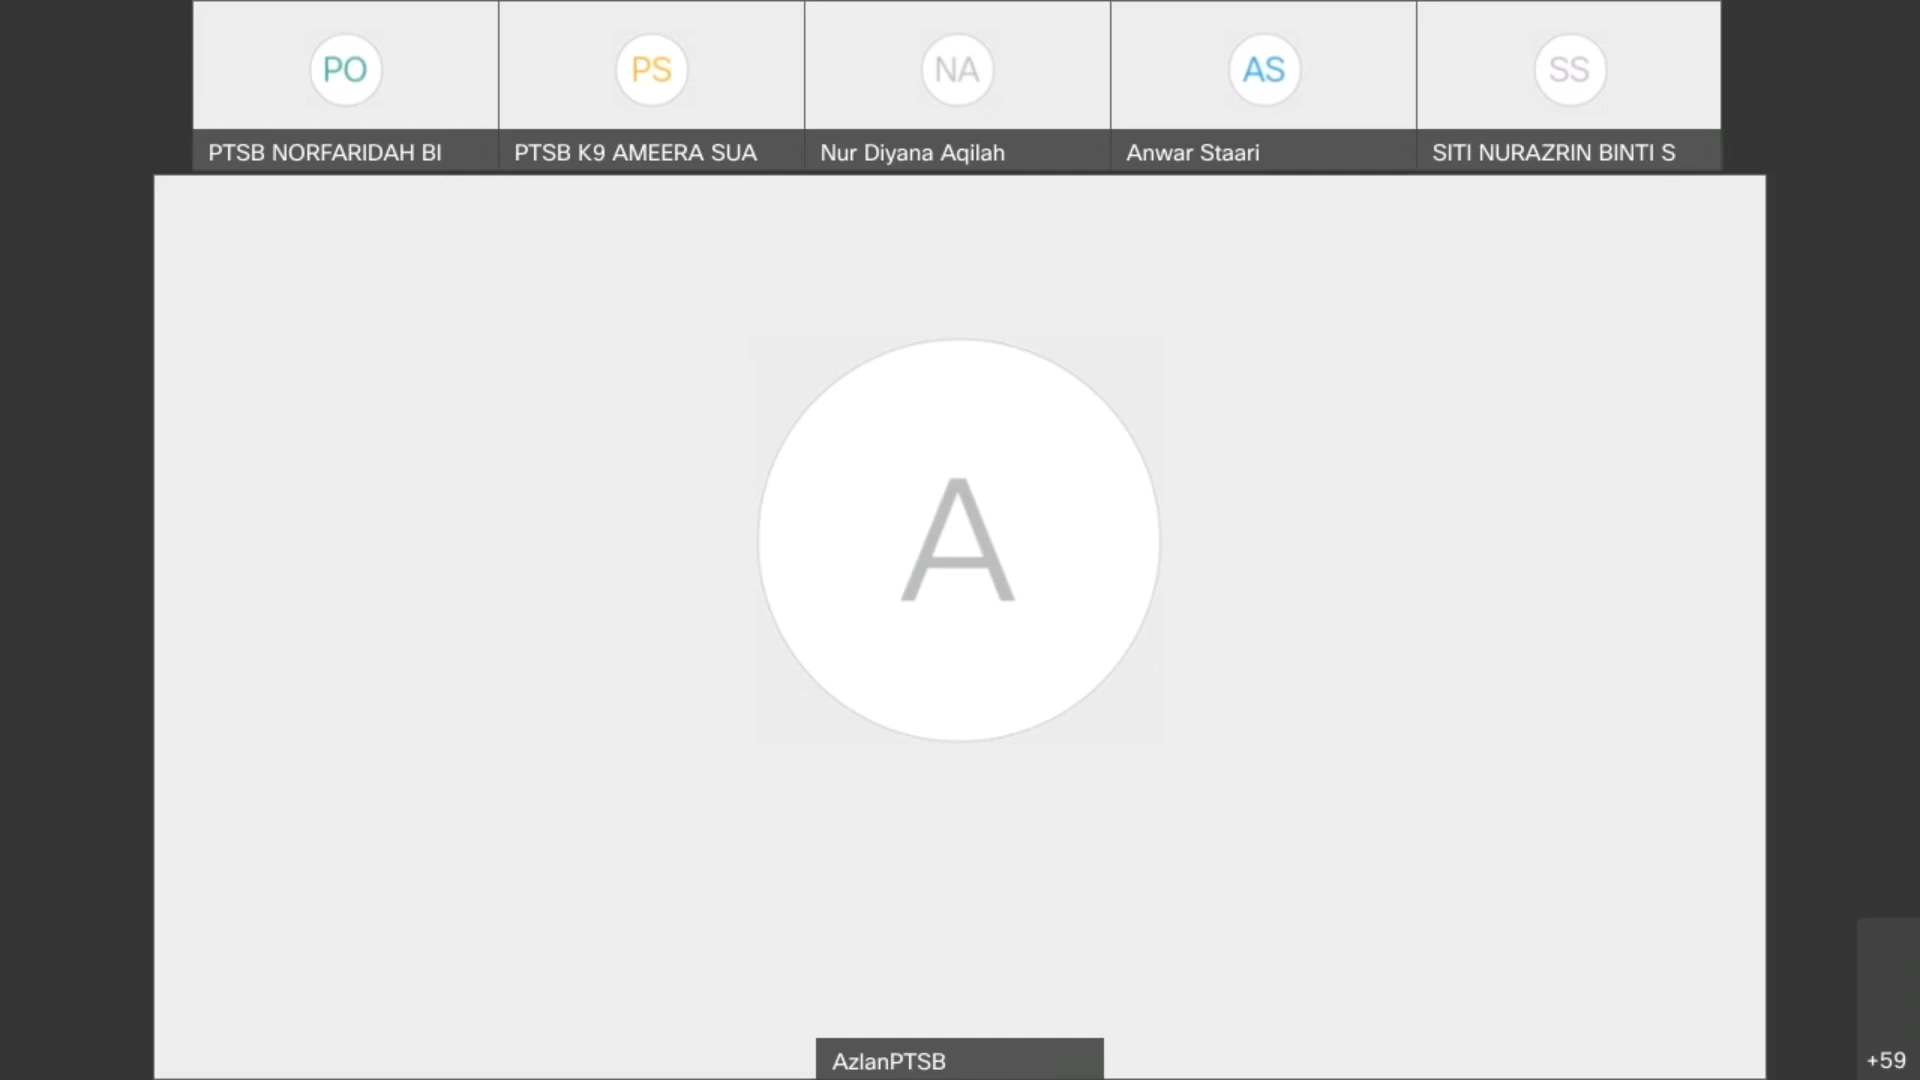 PO
PS
NA
AS
SS
PTSB NORFARIDAH BI
PTSB K9 AMEERA SUA
Nur Diyana Aqilah
Anwar Staari
SITI NURAZRIN BINTI S
A
AzlanPTSB
+59